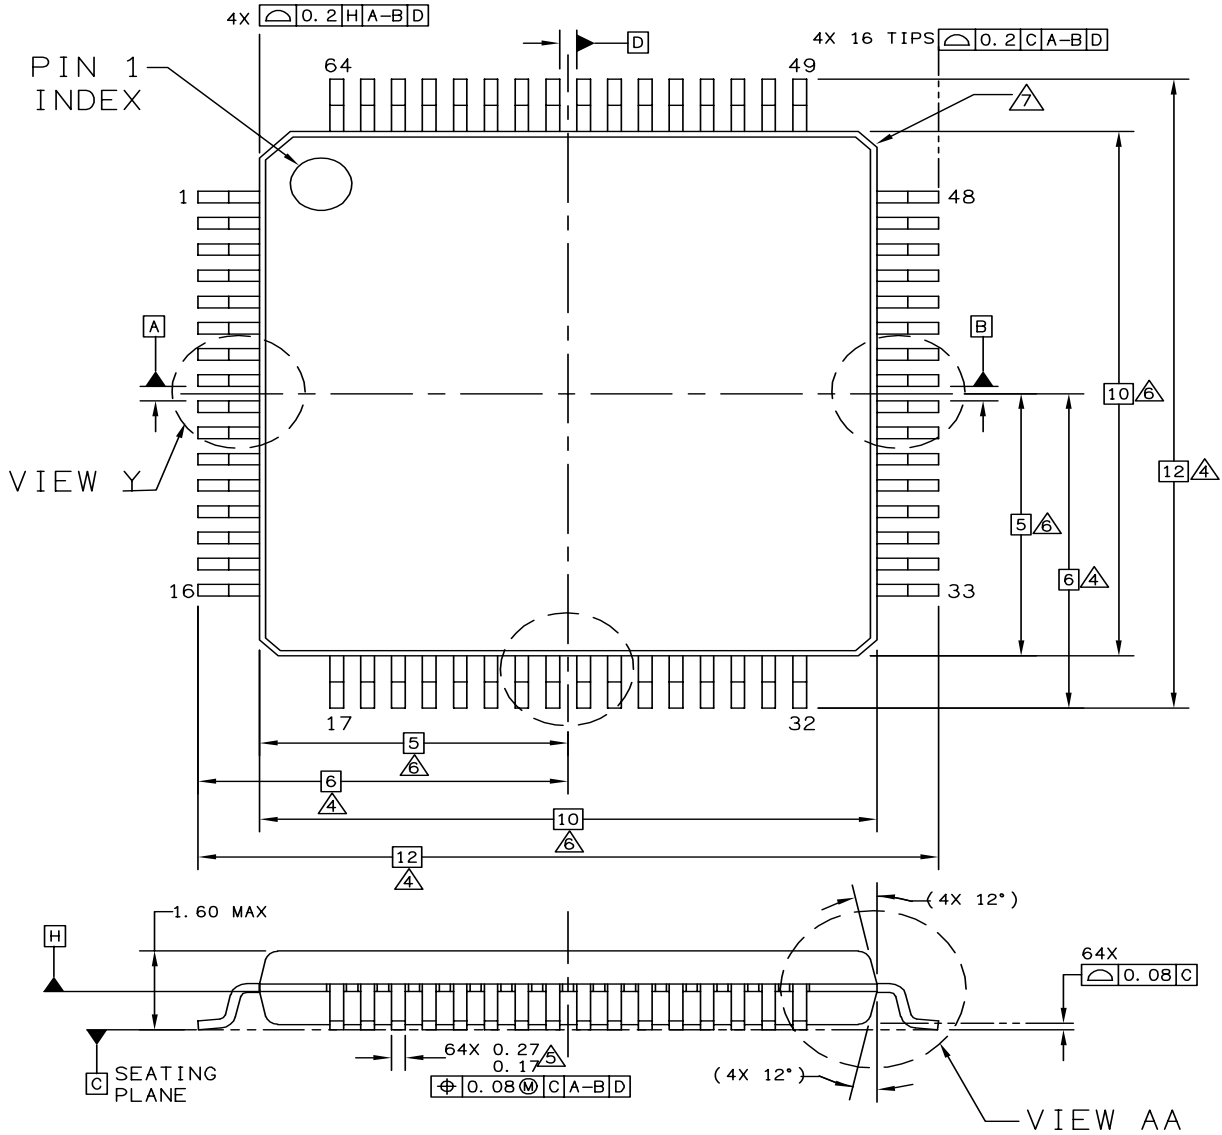 4X ⌓ 0.2 H A-B D
D
4X 16 TIPS ⌓ 0.2 C A-B D
PIN 1
INDEX
64
49
7
1
48
A
B
10 6
12 4
VIEW Y
5 6
6 4
16
33
17
32
5
6
6
4
10
6
12
4
1.60 MAX
(4X 12°)
H
64X
⌓ 0.08 C
64X 0.27
0.17
5
⌖ 0.08 Ⓜ C A-B D
(4X 12°)
C SEATING
PLANE
VIEW AA